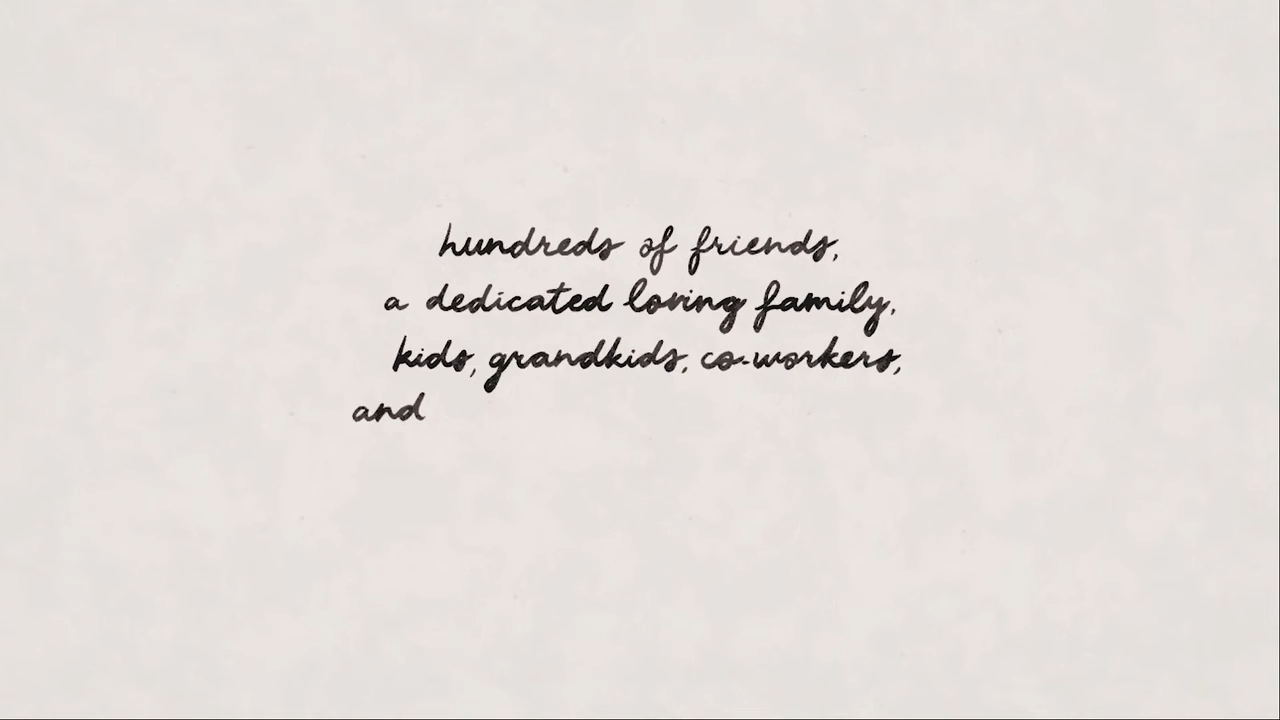 hundreds of friends,
a dedicated loving family,
kids, grandkids, co-workers,
and